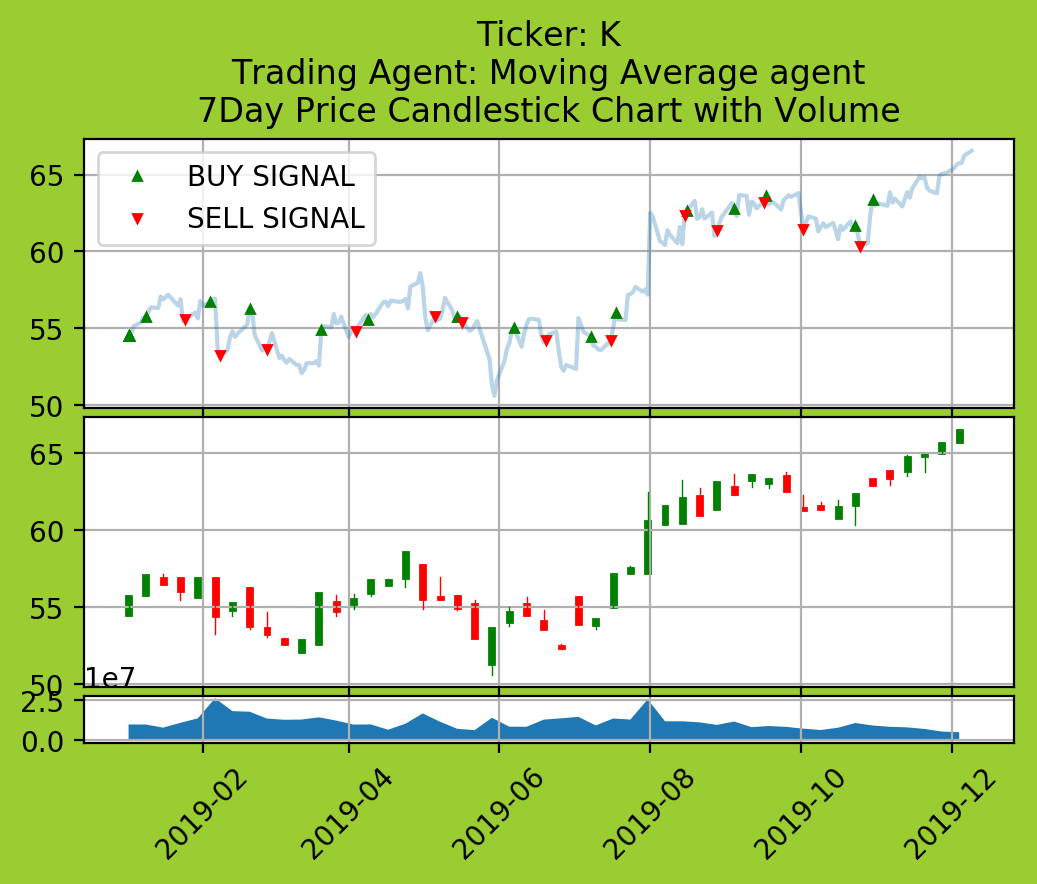 Ticker: K
Trading Agent: Moving Average agent
7Day Price Candlestick Chart with Volume
BUY SIGNAL
SELL SIGNAL
65
60
55
50
65
60
55
50
1e7
2.5
0.0
2019-02
2019-04
2019-06
2019-08
2019-10
2019-12